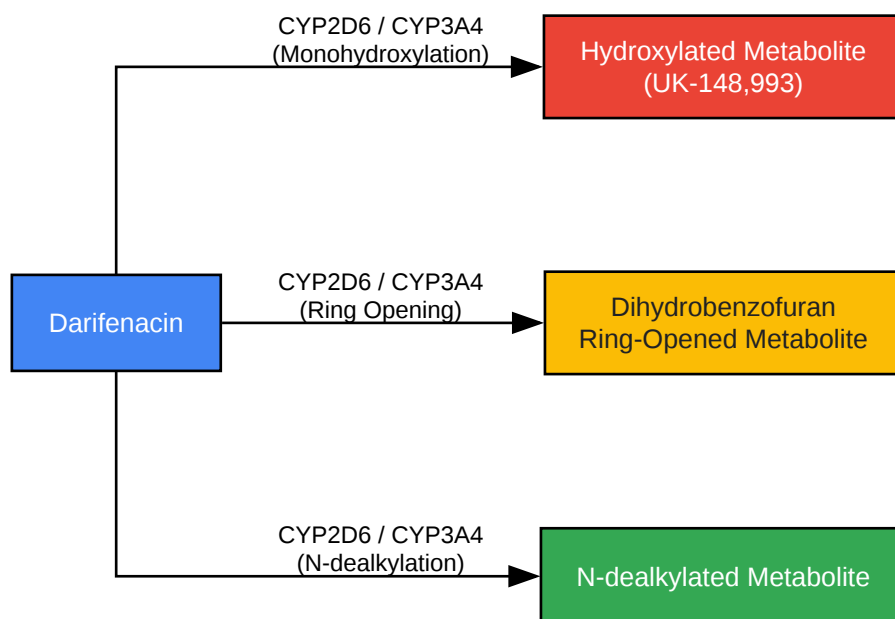 CYP2D6 / CYP3A4
(Monohydroxylation)
Hydroxylated Metabolite
(UK-148,993)
Darifenacin
CYP2D6 / CYP3A4
(Ring Opening)
Dihydrobenzofuran
Ring-Opened Metabolite
CYP2D6 / CYP3A4
(N-dealkylation)
N-dealkylated Metabolite